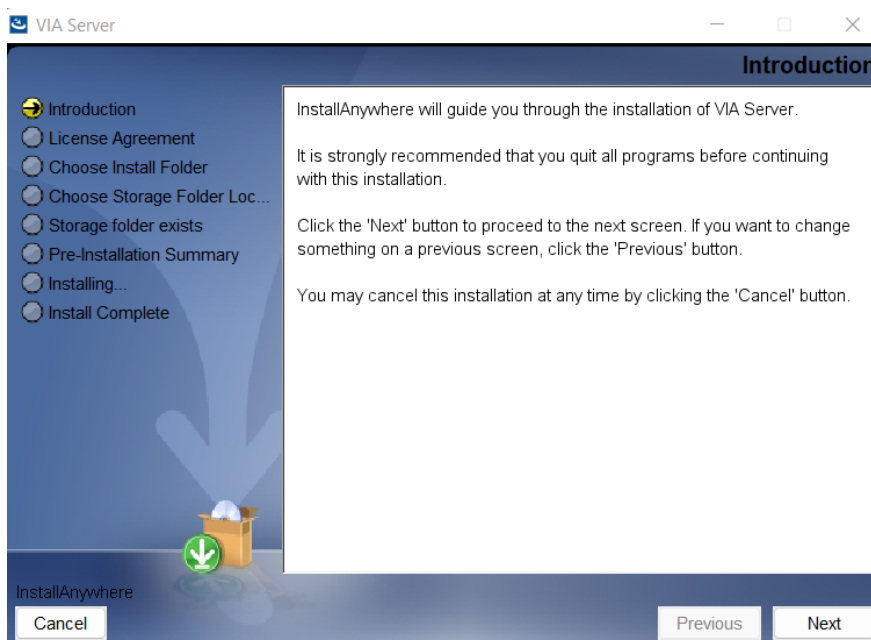 VIA Server
Introduction
Introduction
License Agreement
Choose Install Folder
Choose Storage Folder Loc...
Storage folder exists
Pre-Installation Summary
Installing...
Install Complete
InstallAnywhere will guide you through the installation of VIA Server.
It is strongly recommended that you quit all programs before continuing
with this installation.
Click the 'Next' button to proceed to the next screen. If you want to change
something on a previous screen, click the 'Previous' button.
You may cancel this installation at any time by clicking the 'Cancel' button.
InstallAnywhere
Cancel
Previous
Next